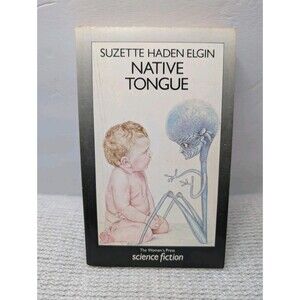 SUZETTE HADEN ELGIN
NATIVE
TONGUE
The Women's Press
science fiction